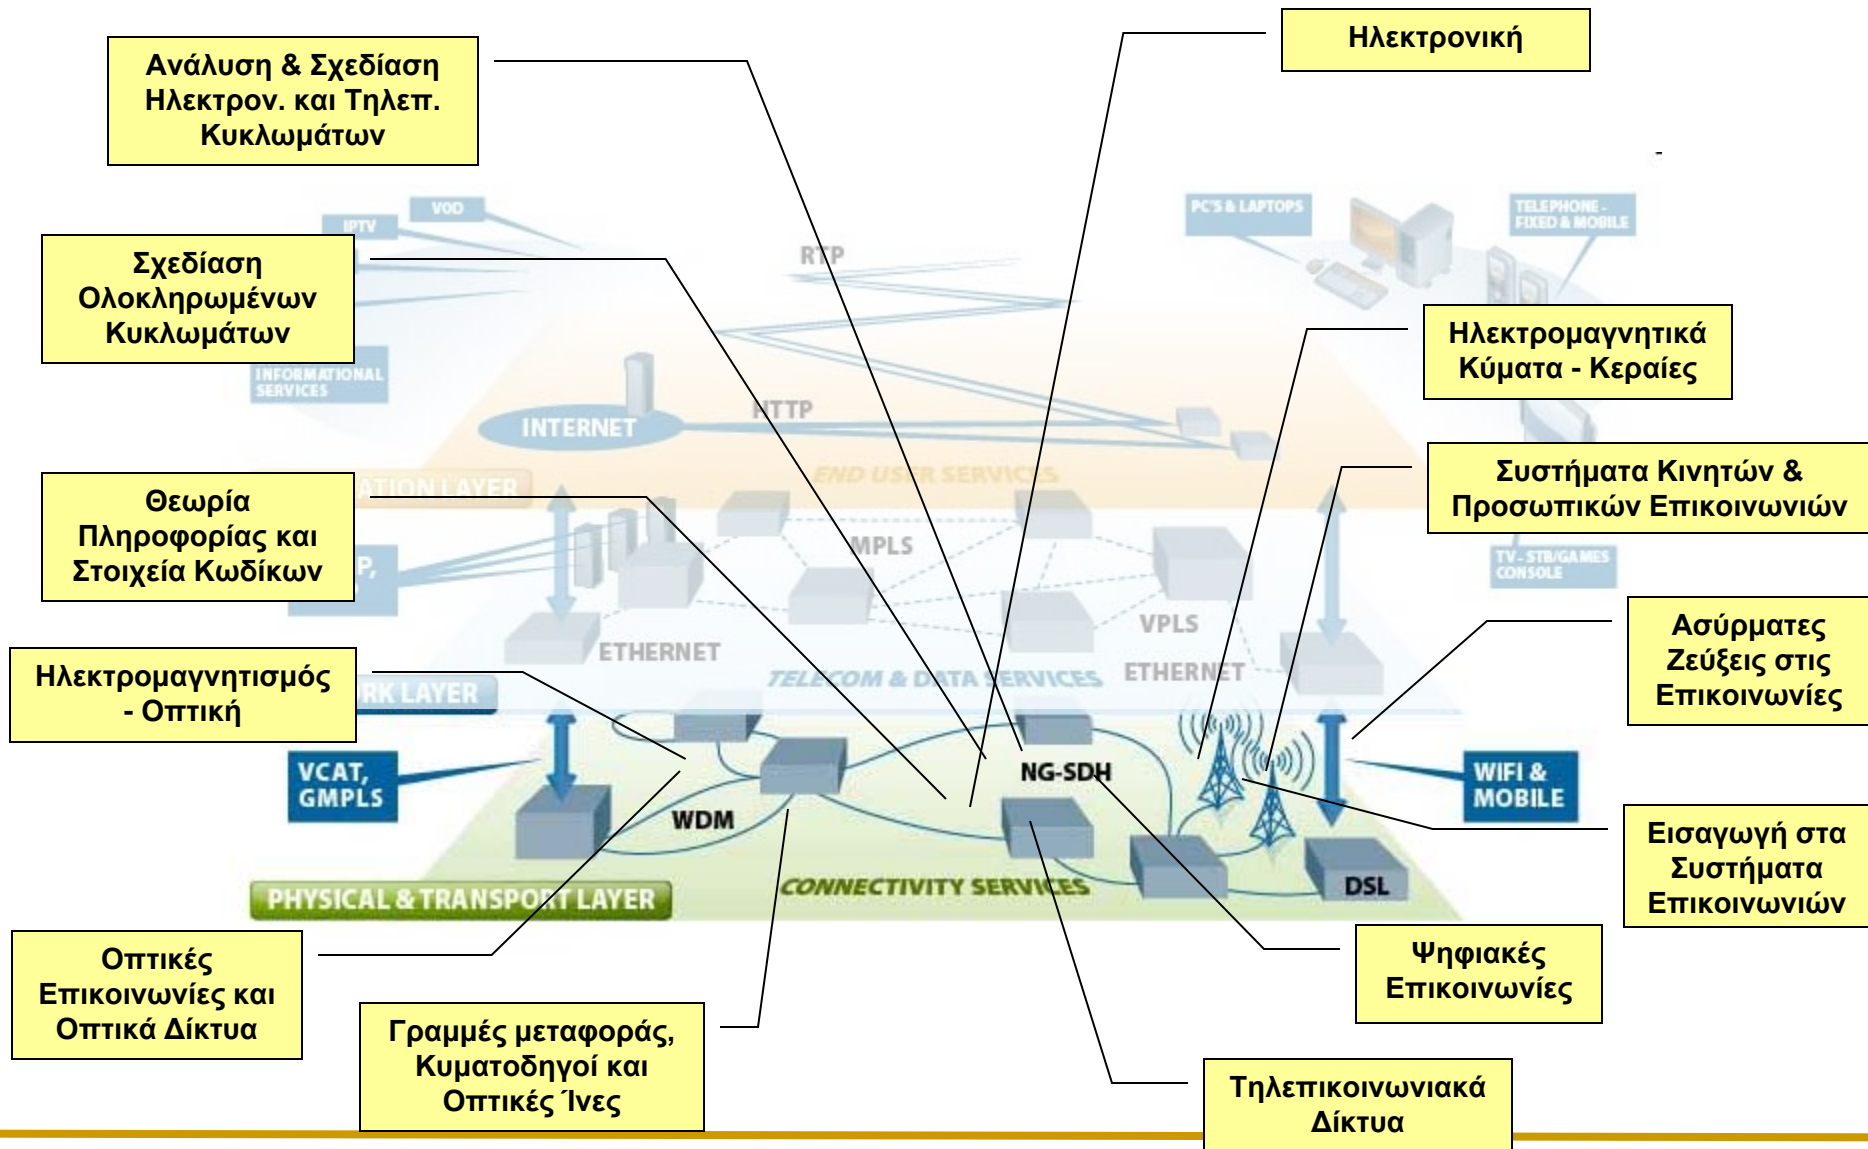 Ηλεκτρονική
Ανάλυση & Σχεδίαση
Ηλεκτρον. και Τηλεπ.
Κυκλωμάτων
VOD
IPTV
PC'S & LAPTOPS
TELEPHONE -
FIXED & MOBILE
RTP
Σχεδίαση
Ολοκληρωμένων
Κυκλωμάτων
Ηλεκτρομαγνητικά
Κύματα - Κεραίες
INFORMATIONAL
SERVICES
HTTP
INTERNET
END USER SERVICES
Συστήματα Κινητών &
Προσωπικών Επικοινωνιών
ATION LAYER
Θεωρία
Πληροφορίας και
Στοιχεία Κωδίκων
P,
MPLS
TV - STB/GAMES
CONSOLE
VPLS
ETHERNET
ETHERNET
TELECOM & DATA SERVICES
Ασύρματες
Ζεύξεις στις
Επικοινωνίες
Ηλεκτρομαγνητισμός
- Οπτική
RK LAYER
VCAT,
GMPLS
NG-SDH
WIFI &
MOBILE
WDM
Εισαγωγή στα
Συστήματα
Επικοινωνιών
CONNECTIVITY SERVICES
DSL
PHYSICAL & TRANSPORT LAYER
Οπτικές
Επικοινωνίες και
Οπτικά Δίκτυα
Ψηφιακές
Επικοινωνίες
Γραμμές μεταφοράς,
Κυματοδηγοί και
Οπτικές Ίνες
Τηλεπικοινωνιακά
Δίκτυα